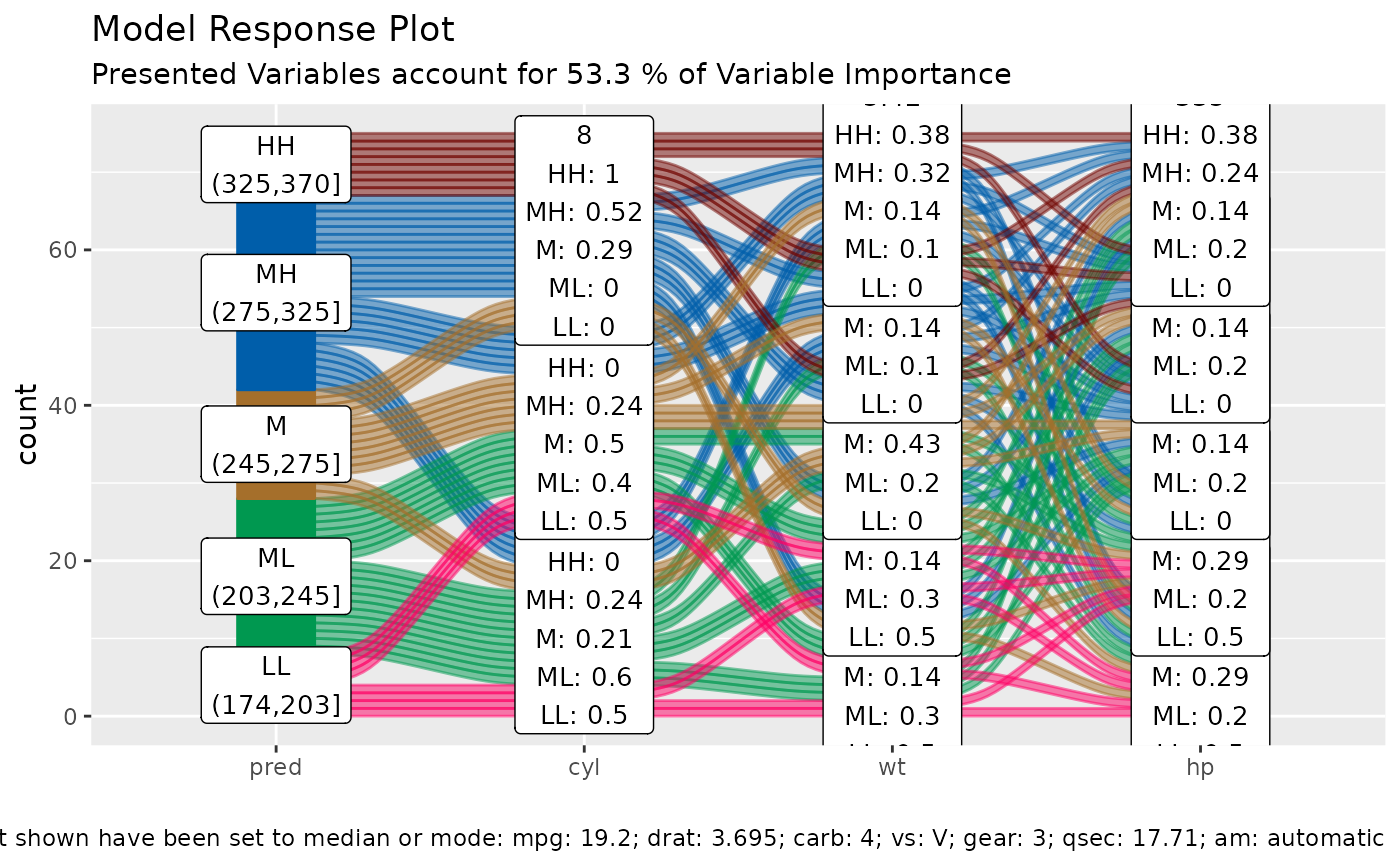 Model Response Plot
Presented Variables account for 53.3 % of Variable Importance
count
60
40
20
0
HH
(325,370]
MH
(275,325]
M
(245,275]
ML
(203,245]
LL
(174,203]
8
HH: 1
MH: 0.52
M: 0.29
ML: 0
LL: 0
HH: 0
MH: 0.24
M: 0.5
ML: 0.4
LL: 0.5
HH: 0
MH: 0.24
M: 0.21
ML: 0.6
LL: 0.5
HH: 0.38
MH: 0.32
M: 0.14
ML: 0.1
LL: 0
M: 0.14
ML: 0.1
LL: 0
M: 0.43
ML: 0.2
LL: 0
M: 0.14
ML: 0.3
LL: 0.5
M: 0.14
ML: 0.3
HH: 0.38
MH: 0.24
M: 0.14
ML: 0.2
LL: 0
M: 0.14
ML: 0.2
LL: 0
M: 0.14
ML: 0.2
LL: 0
M: 0.29
ML: 0.2
LL: 0.5
M: 0.29
ML: 0.2
pred
cyl
wt
hp
t shown have been set to median or mode: mpg: 19.2; drat: 3.695; carb: 4; vs: V; gear: 3; qsec: 17.71; am: automatic